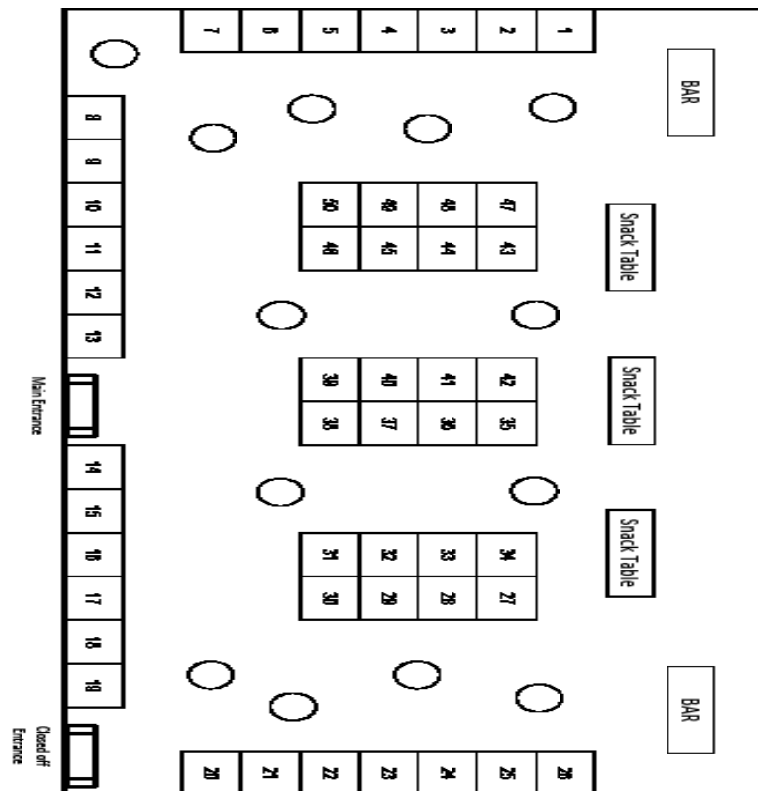 7 6 5 4 3 2 1
BAR
8
9
10
11
12
13
50 49 48 47
46 45 44 43
Snack Table
Main Entrance
39 40 41 42
38 37 36 35
Snack Table
14
15
16
17
18
19
31 32 33 34
30 29 28 27
Snack Table
BAR
Closed off
Entrance
20 21 22 23 24 25 26